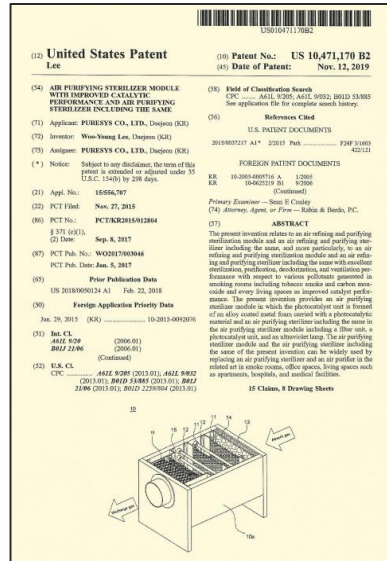 US010471170B2
(12) United States Patent
Lee
(10) Patent No.: US 10,471,170 B2
(45) Date of Patent: Nov. 12, 2019
(54) AIR PURIFYING STERILIZER MODULE
WITH IMPROVED CATALYTIC
PERFORMANCE AND AIR PURIFYING
STERILIZER INCLUDING THE SAME
(71) Applicant: PURESYS CO., LTD., Daejeon (KR)
(72) Inventor: Woo-Young Lee, Daejeon (KR)
(73) Assignee: PURESYS CO., LTD., Daejeon (KR)
(*) Notice: Subject to any disclaimer, the term of this
patent is extended or adjusted under 35
U.S.C. 154(b) by 298 days.
(21) Appl. No.: 15/556,707
(22) PCT Filed: Nov. 27, 2015
(86) PCT No.: PCT/KR2015/012864
§ 371 (c)(1),
(2) Date: Sep. 8, 2017
(87) PCT Pub. No.: WO2017/003046
PCT Pub. Date: Jan. 5, 2017
(65) Prior Publication Data
US 2018/0050124 A1 Feb. 22, 2018
(30) Foreign Application Priority Data
Jun. 29, 2015 (KR) 10-2015-0092076
(51) Int. Cl.
A61L 9/20 (2006.01)
B01J 21/06 (2006.01)
(Continued)
(52) U.S. Cl.
CPC A61L 9/205 (2013.01); A61L 9/032
(2013.01); B01D 53/885 (2013.01); B01J
21/06 (2013.01); B01D 2259/804 (2013.01)
(58) Field of Classification Search
CPC A61L 9/205; A61L 9/032; B01D 53/885
See application file for complete search history.
(56) References Cited
U.S. PATENT DOCUMENTS
2015/0037217 A1* 2/2015 Park F24F 3/1603
422/121
FOREIGN PATENT DOCUMENTS
KR 10-2005-0005716 A 1/2005
KR 10-0625219 B1 9/2006
(Continued)
Primary Examiner — Sean E Conley
(74) Attorney, Agent, or Firm — Rabin & Berdo, P.C.
(57) ABSTRACT
The present invention relates to an air refining and purifying
sterilization module and an air refining and purifying ster-
ilizer including the same, and more particularly, to an air
refining and purifying sterilization module and an air refin-
ing and purifying sterilizer including the same with excellent
sterilization, purification, deodorization, and ventilation per-
formance with respect to various pollutants generated in
smoking rooms including tobacco smoke and carbon mon-
oxide and every living spaces as improved catalyst perfor-
mance. The present invention provides an air purifying
sterilizer module in which the photocatalyst unit is formed
of an alloy coated metal foam carried with a photocatalytic
material and an air purifying sterilizer including the same in
the air purifying sterilizer module including a filter unit, a
photocatalyst unit, and an ultraviolet lamp. The air purifying
sterilizer module and the air purifying sterilizer including
the same of the present invention can be widely used by
replacing an air purifying sterilizer and an air purifier in the
related art in smoke rooms, office spaces, living spaces such
as apartments, hospitals, and medical facilities.
15 Claims, 8 Drawing Sheets
10
Absorb gas
Discharge gas
10a